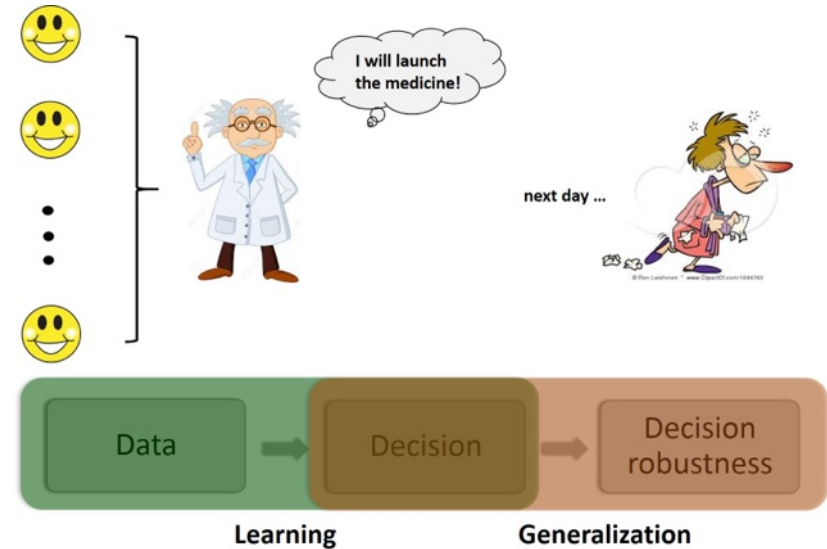 I will launch
the medicine!
next day ...
© Ron Leishman * www.ClipartOf.com/1044743
Data
Decision
Decision
robustness
Learning
Generalization